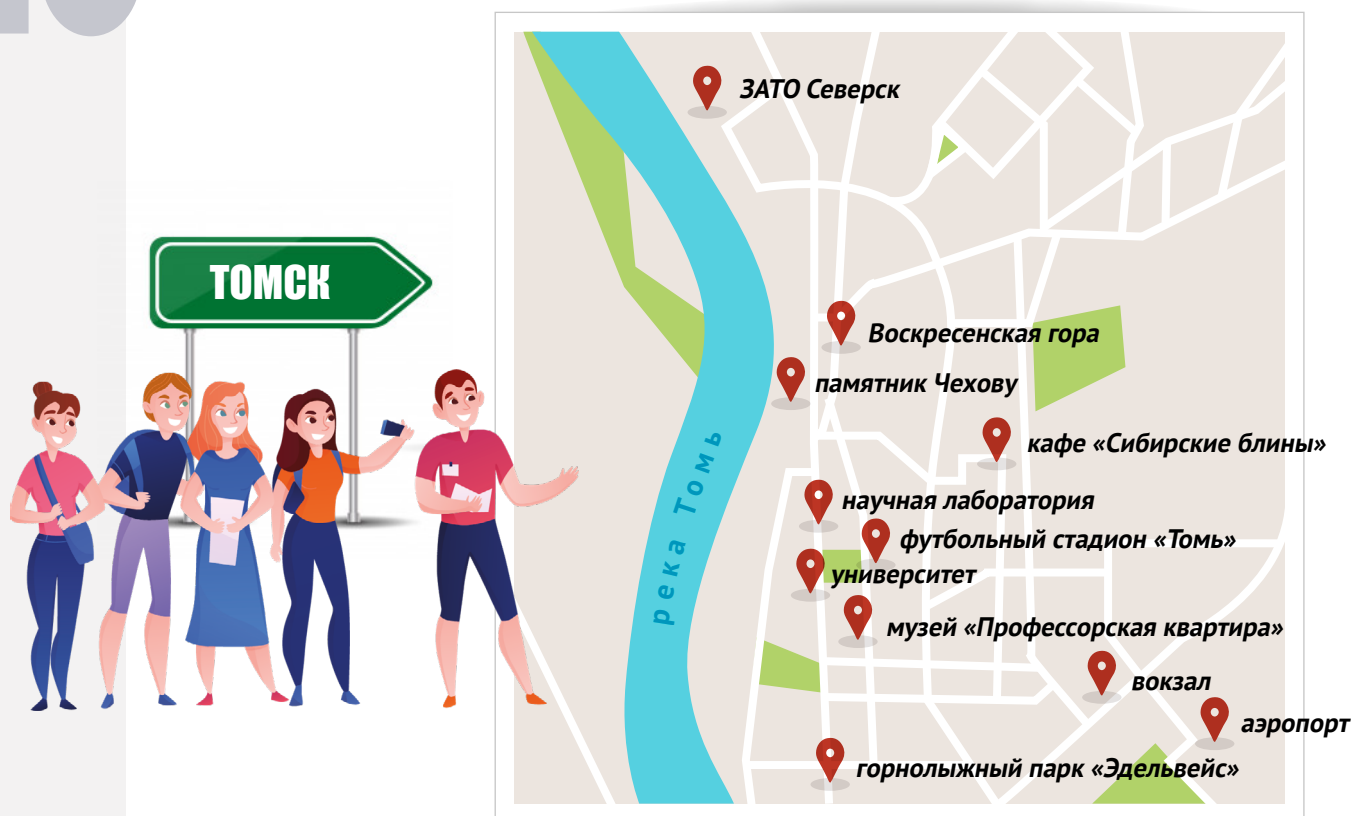 ТОМСК
ЗАТО Северск
Воскресенская гора
памятник Чехову
кафе «Сибирские блины»
река Томь
научная лаборатория
футбольный стадион «Томь»
университет
музей «Профессорская квартира»
вокзал
аэропорт
горнолыжный парк «Эдельвейс»